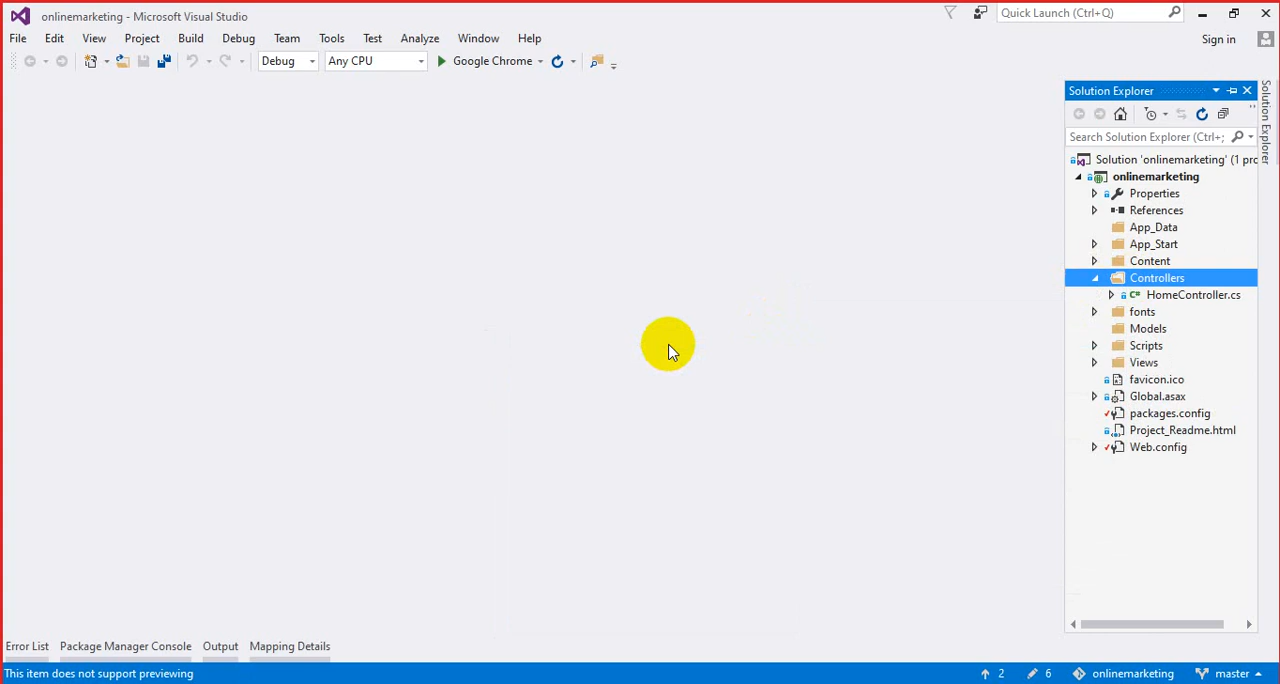 onlinemarketing - Microsoft Visual Studio
Quick Launch (Ctrl+Q)
File Edit View Project Build Debug Team Tools Test Analyze Window Help
Sign in
Debug Any CPU Google Chrome
Solution Explorer
Solution Explorer
Search Solution Explorer (Ctrl+;
Solution 'onlinemarketing' (1 pro
onlinemarketing
Properties
References
App_Data
App_Start
Content
Controllers
C# HomeController.cs
fonts
Models
Scripts
Views
favicon.ico
Global.asax
packages.config
Project_Readme.html
Web.config
Error List Package Manager Console Output Mapping Details
This item does not support previewing
2 6 onlinemarketing master